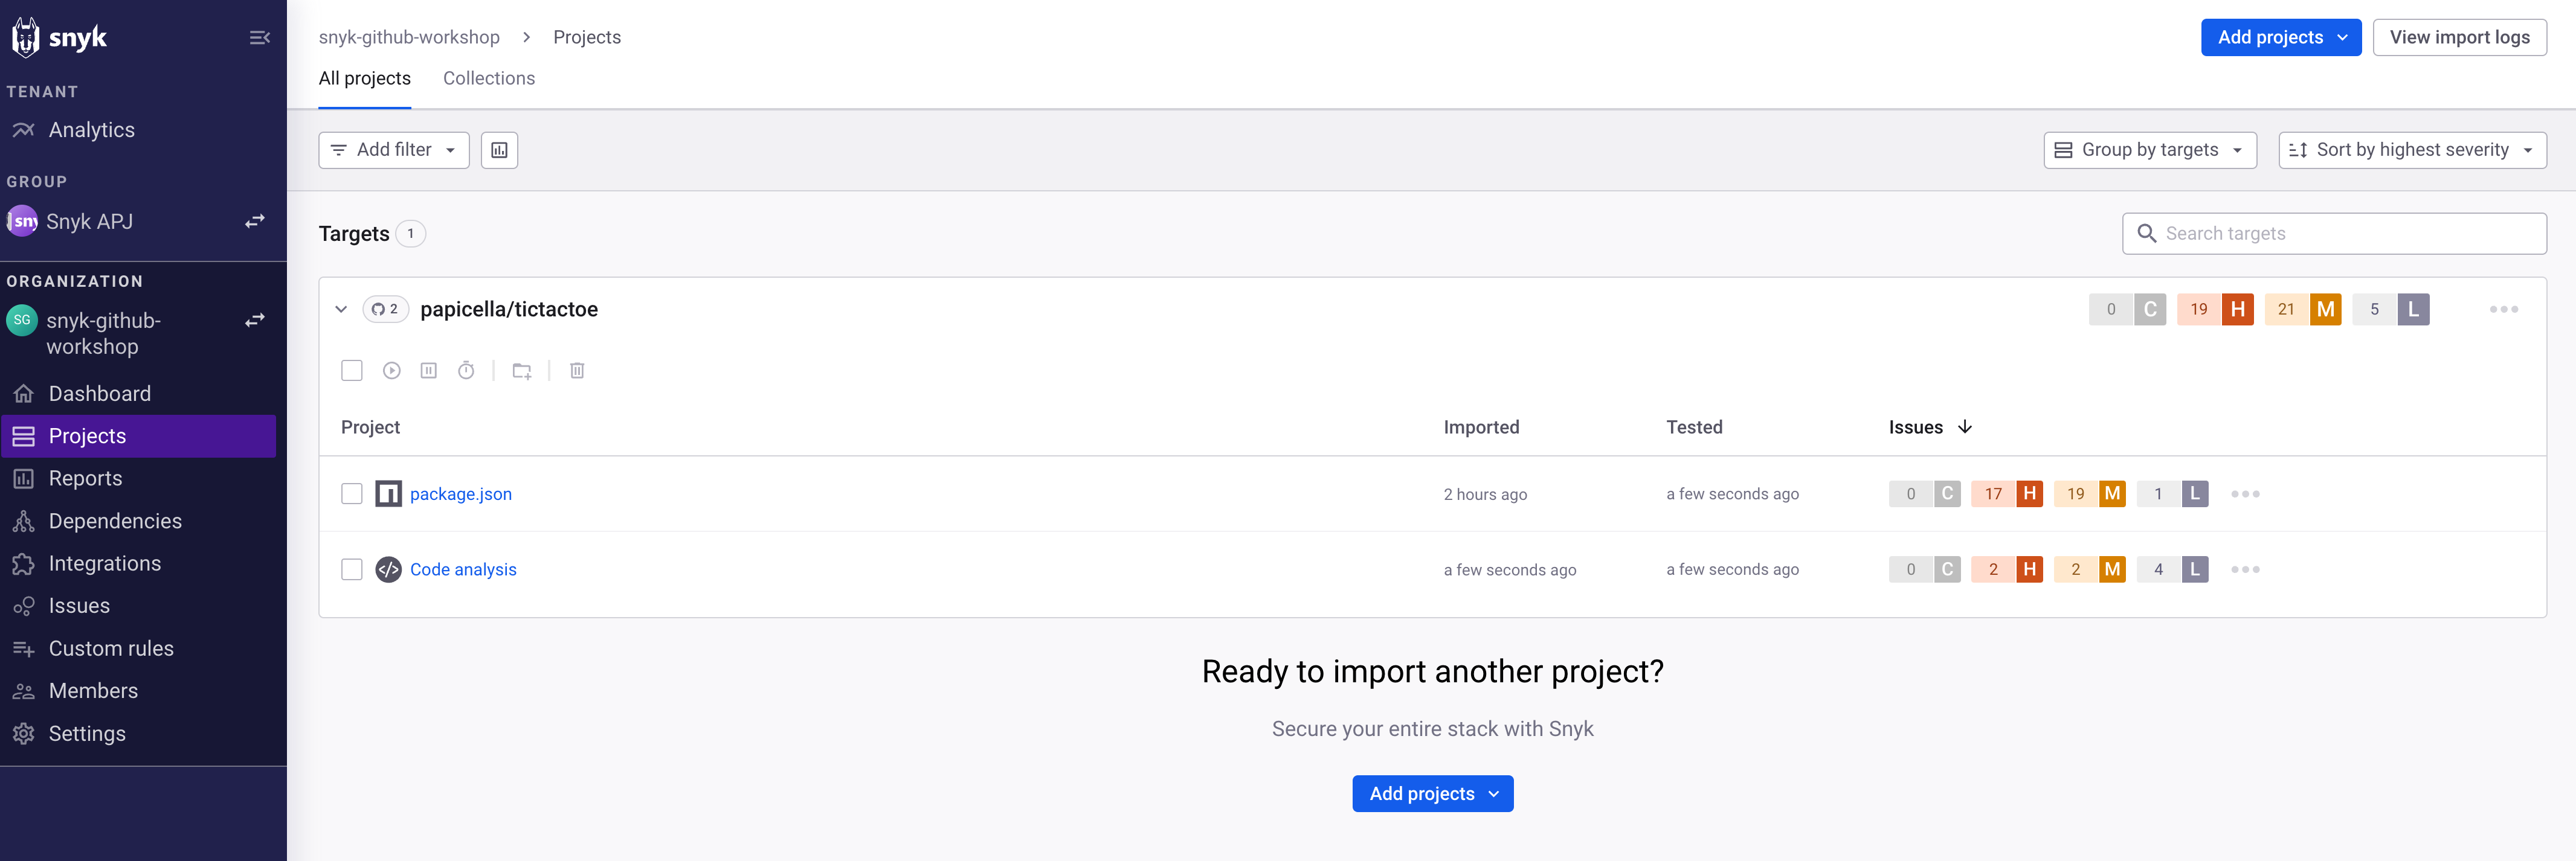 snyk
TENANT
Analytics
GROUP
Snyk APJ
ORGANIZATION
SG
snyk-github-
workshop
Dashboard
Projects
Reports
Dependencies
Integrations
Issues
Custom rules
Members
Settings
snyk-github-workshop > Projects
Add projects
View import logs
All projects
Collections
Add filter
Group by targets
Sort by highest severity
Targets 1
Search targets
2 papicella/tictactoe
0 C 19 H 21 M 5 L
Project Imported Tested Issues
package.json 2 hours ago a few seconds ago 0 C 17 H 19 M 1 L
Code analysis a few seconds ago a few seconds ago 0 C 2 H 2 M 4 L
Ready to import another project?
Secure your entire stack with Snyk
Add projects